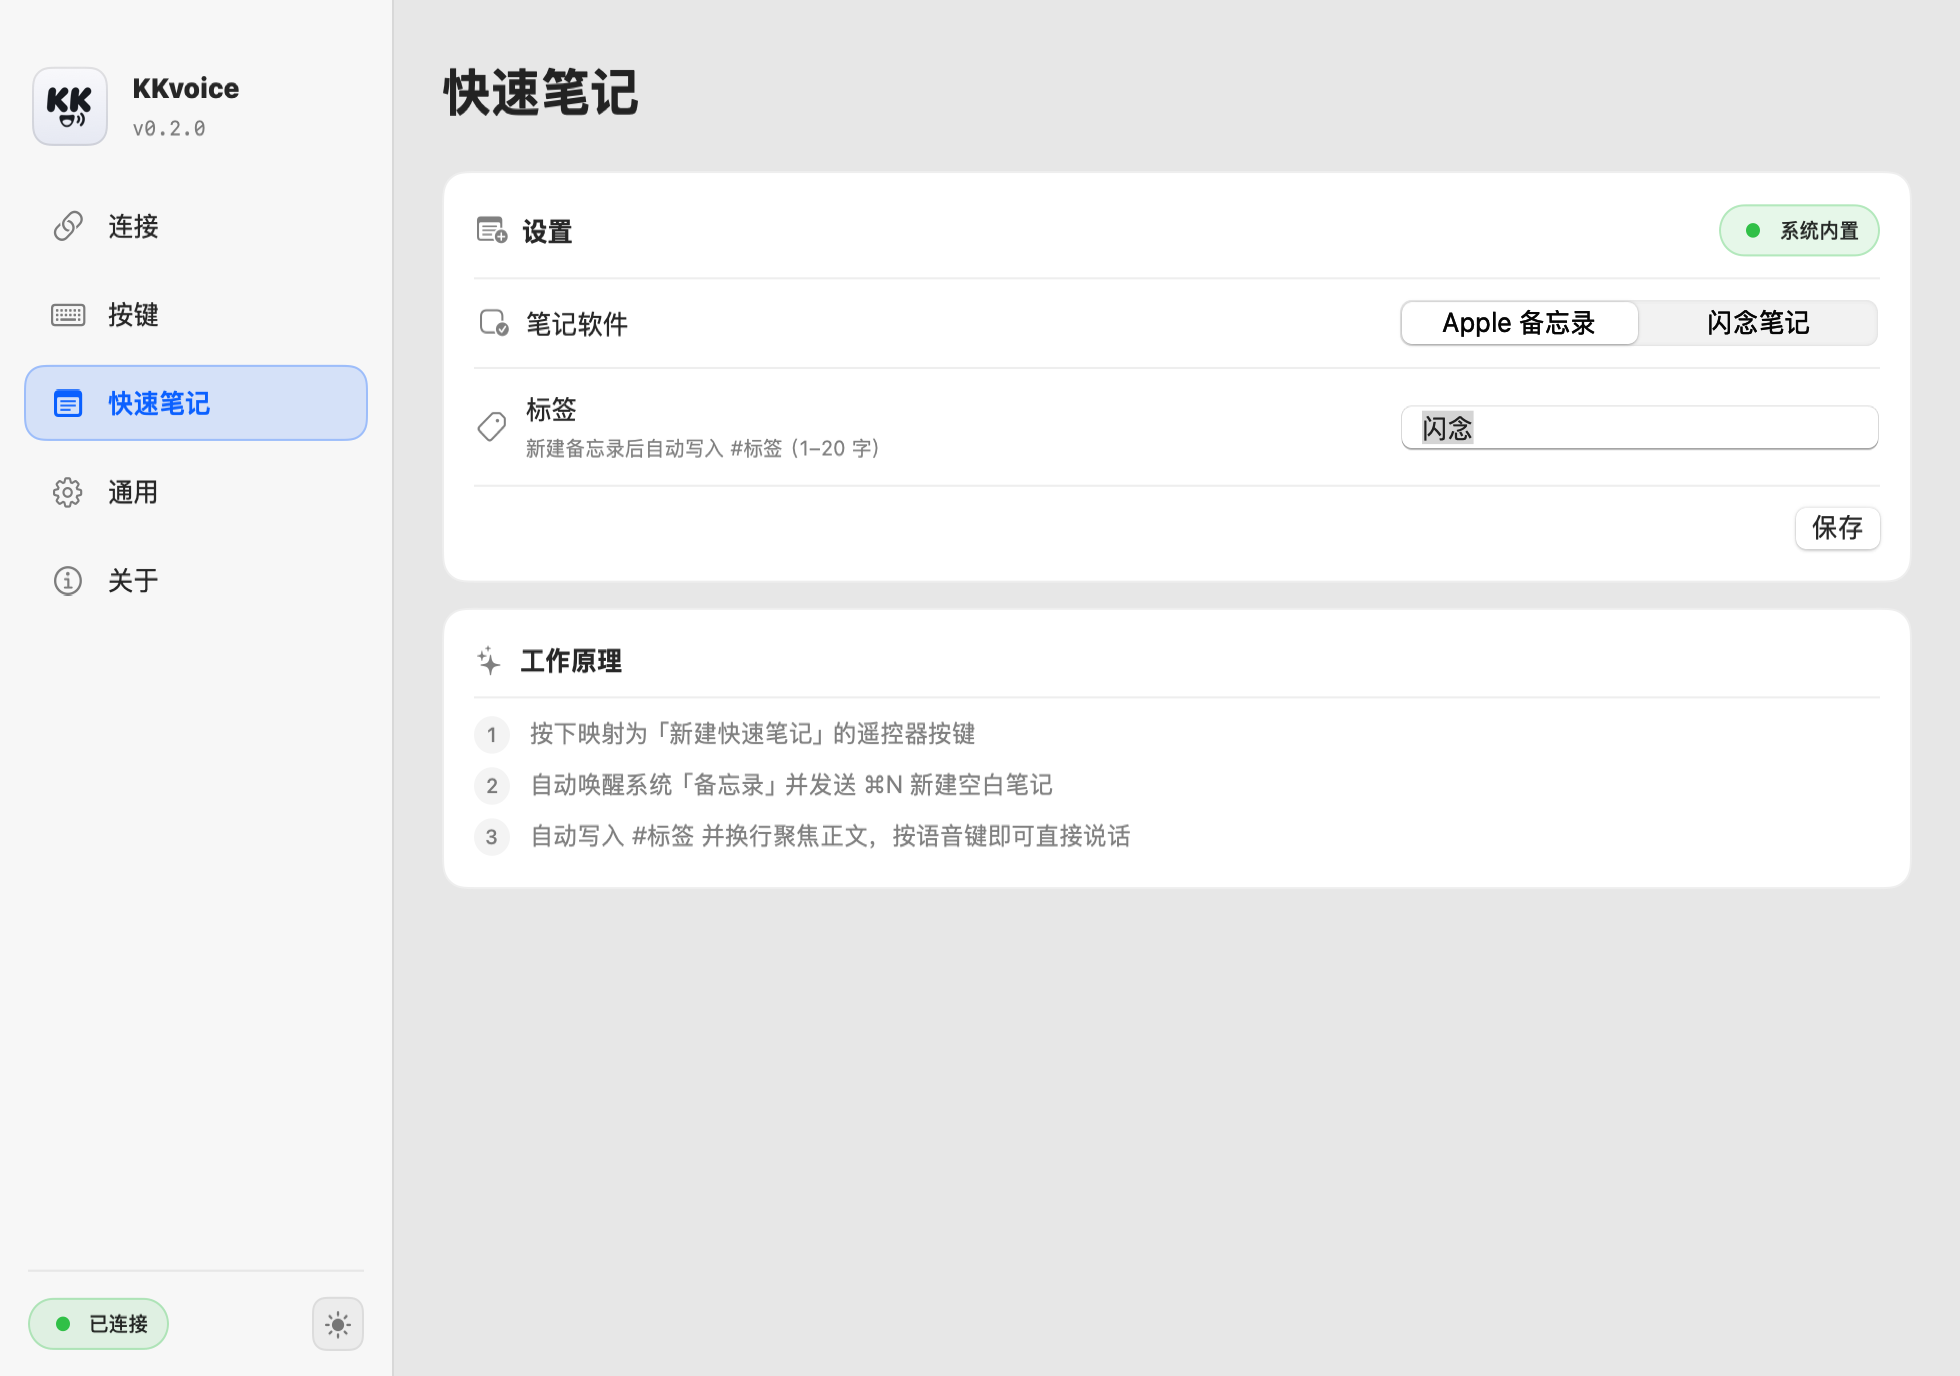 KK
KKvoice
v0.2.0
连接
按键
快速笔记
通用
关于
已连接
快速笔记
设置
系统内置
笔记软件
Apple 备忘录
闪念笔记
标签
新建备忘录后自动写入 #标签 (1–20 字)
闪念
保存
工作原理
1 按下映射为「新建快速笔记」的遥控器按键
2 自动唤醒系统「备忘录」并发送 ⌘N 新建空白笔记
3 自动写入 #标签 并换行聚焦正文，按语音键即可直接说话